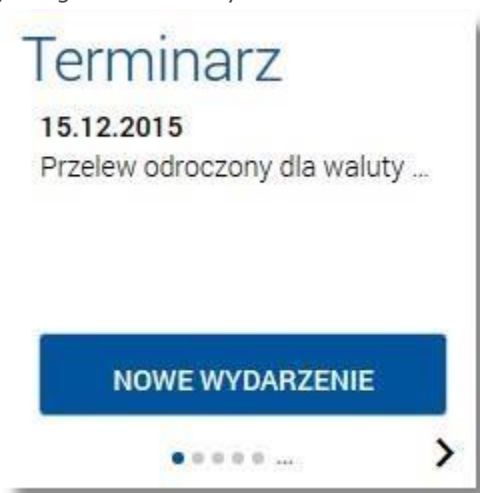 Terminarz
15.12.2015
Przelew odroczony dla waluty ...
NOWE WYDARZENIE
...